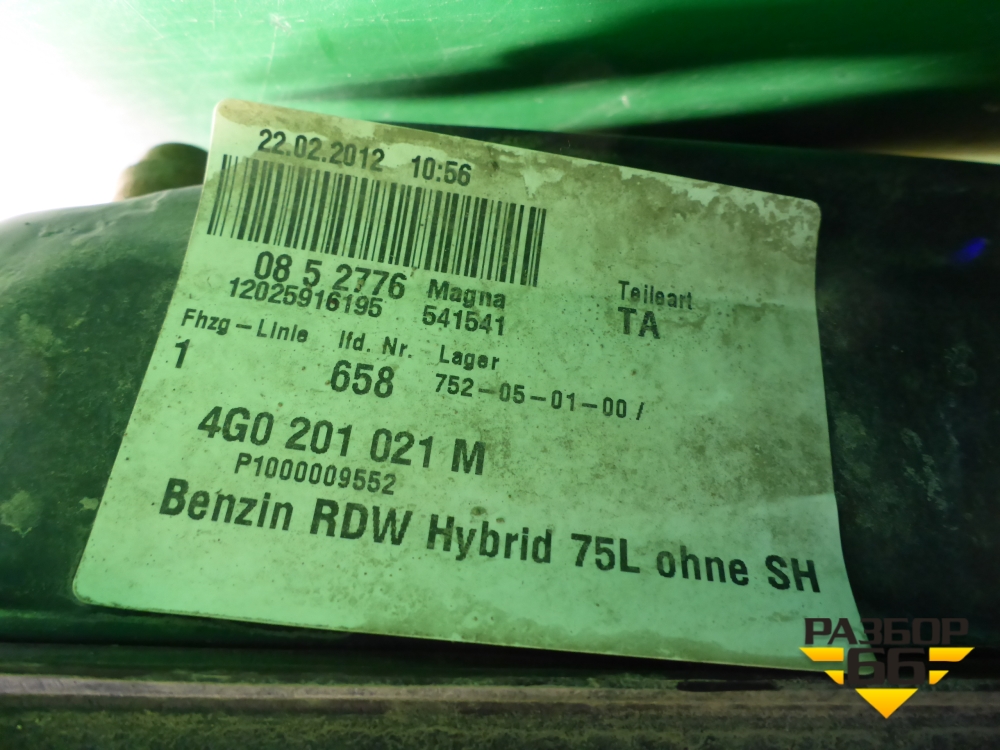 22.02.2012 10:56
08 5 2776 Magna
12025916195 541541
Teileart
TA
Fhzg-Linie lfd. Nr. Lager
1 658 752-05-01-00 /
4G0 201 021 M
P1000009552
Benzin RDW Hybrid 75L ohne SH
РАЗБОР
66